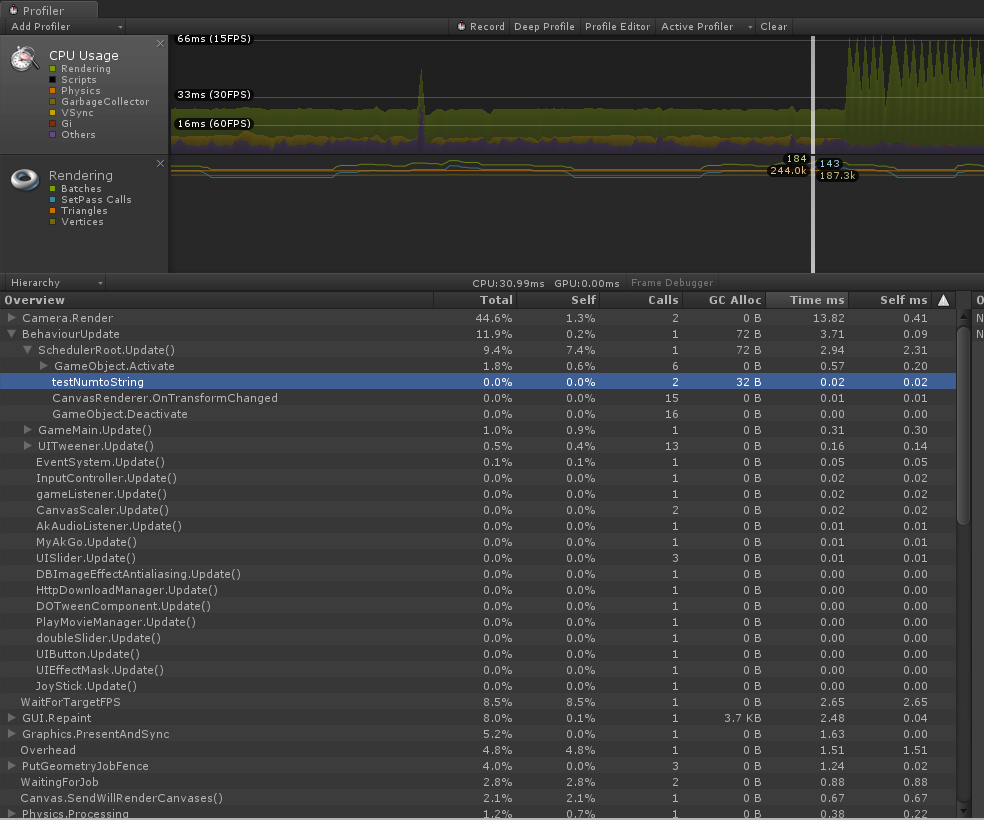 Profiler
Add Profiler Record Deep Profile Profile Editor Active Profiler Clear
CPU Usage
Rendering
Scripts
Physics
GarbageCollector
VSync
Gi
Others
66ms (15FPS)
33ms (30FPS)
16ms (60FPS)
Rendering
Batches
SetPass Calls
Triangles
Vertices
184 143
244.0k 187.3k
Hierarchy CPU:30.99ms GPU:0.00ms Frame Debugger
Overview Total Self Calls GC Alloc Time ms Self ms O
Camera.Render 44.6% 1.3% 2 0 B 13.82 0.41 N
BehaviourUpdate 11.9% 0.2% 1 72 B 3.71 0.09 N
SchedulerRoot.Update() 9.4% 7.4% 1 72 B 2.94 2.31
GameObject.Activate 1.8% 0.6% 6 0 B 0.57 0.20
testNumtoString 0.0% 0.0% 2 32 B 0.02 0.02
CanvasRenderer.OnTransformChanged 0.0% 0.0% 15 0 B 0.01 0.01
GameObject.Deactivate 0.0% 0.0% 16 0 B 0.00 0.00
GameMain.Update() 1.0% 0.9% 1 0 B 0.31 0.30
UITweener.Update() 0.5% 0.4% 13 0 B 0.16 0.14
EventSystem.Update() 0.1% 0.1% 1 0 B 0.05 0.05
InputController.Update() 0.0% 0.0% 1 0 B 0.02 0.02
gameListener.Update() 0.0% 0.0% 1 0 B 0.02 0.02
CanvasScaler.Update() 0.0% 0.0% 2 0 B 0.02 0.02
AkAudioListener.Update() 0.0% 0.0% 1 0 B 0.01 0.01
MyAkGo.Update() 0.0% 0.0% 1 0 B 0.01 0.01
UISlider.Update() 0.0% 0.0% 3 0 B 0.01 0.01
DBImageEffectAntialiasing.Update() 0.0% 0.0% 1 0 B 0.00 0.00
HttpDownloadManager.Update() 0.0% 0.0% 1 0 B 0.00 0.00
DOTweenComponent.Update() 0.0% 0.0% 1 0 B 0.00 0.00
PlayMovieManager.Update() 0.0% 0.0% 1 0 B 0.00 0.00
doubleSlider.Update() 0.0% 0.0% 1 0 B 0.00 0.00
UIButton.Update() 0.0% 0.0% 1 0 B 0.00 0.00
UIEffectMask.Update() 0.0% 0.0% 1 0 B 0.00 0.00
JoyStick.Update() 0.0% 0.0% 1 0 B 0.00 0.00
WaitForTargetFPS 8.5% 8.5% 1 0 B 2.65 2.65
GUI.Repaint 8.0% 0.1% 1 3.7 KB 2.48 0.04
Graphics.PresentAndSync 5.2% 0.0% 1 0 B 1.63 0.00
Overhead 4.8% 4.8% 1 0 B 1.51 1.51
PutGeometryJobFence 4.0% 0.0% 3 0 B 1.24 0.02
WaitingForJob 2.8% 2.8% 2 0 B 0.88 0.88
Canvas.SendWillRenderCanvases() 2.1% 2.1% 1 0 B 0.67 0.67
Physics.Processing 1.2% 0.7% 1 0 B 0.38 0.22